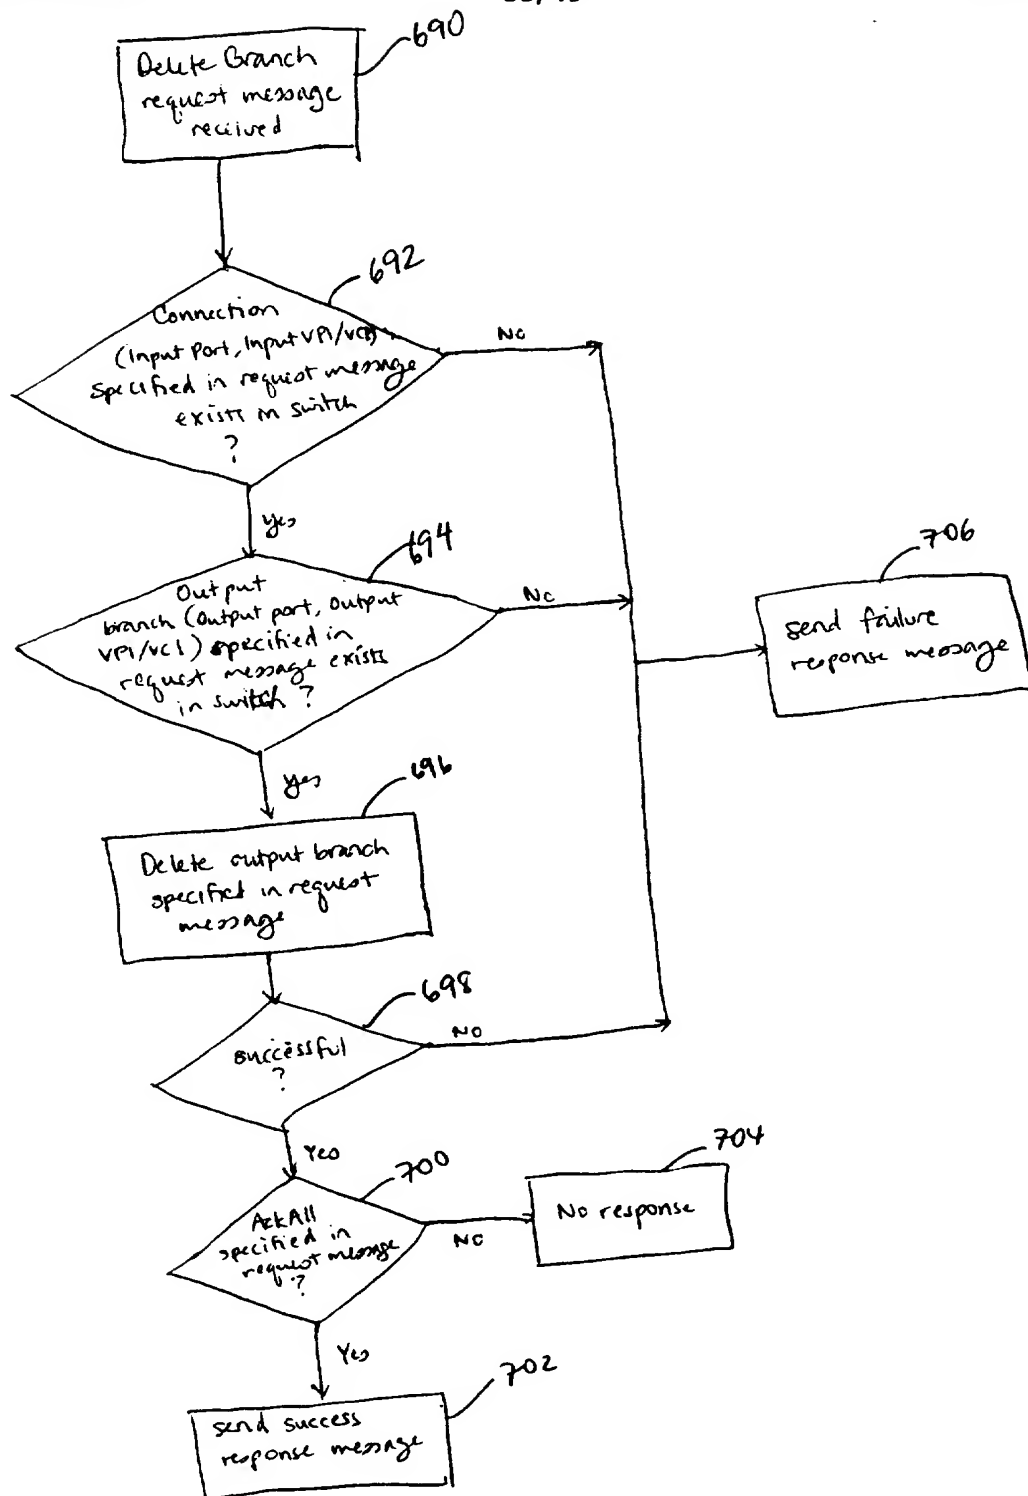 690
Delete Branch
request message
received
692
Connection
(Input Port, Input VPI/VCI)
specified in request message
exists in switch
?
No
Yes
694
Output
branch (Output port, Output
VPI/VCI) specified in
request message exists
in switch ?
No
706
send failure
response message
Yes
696
Delete output branch
specified in request
message
698
successful
?
No
Yes
700
AckAll
specified in
request message
?
No
704
No response
Yes
702
send success
response message